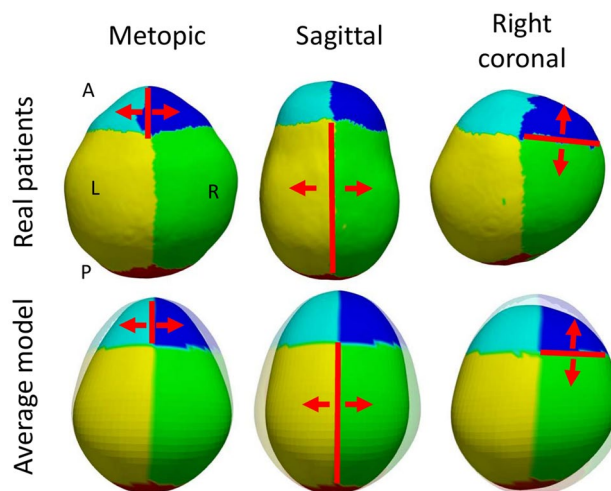 Metopic
Sagittal
Right
coronal
Real patients
A
L
R
P
Average model